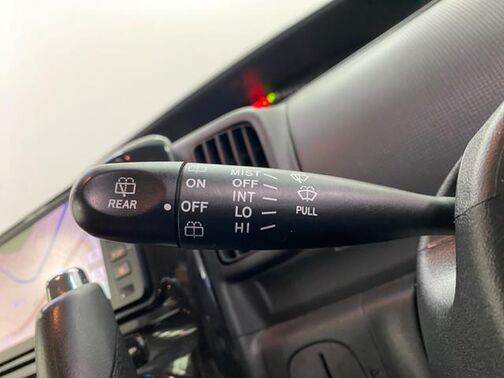 REAR
ON
OFF
MIST
OFF
INT
LO
HI
PULL